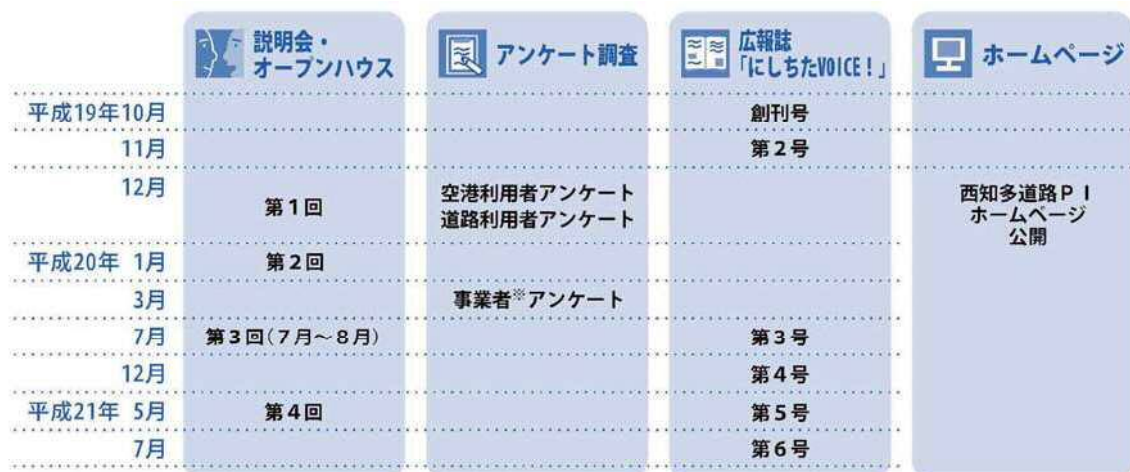 説明会・
オープンハウス
アンケート調査
広報誌
「にしちたVOICE！」
ホームページ
平成19年10月
創刊号
11月
第２号
12月
第１回
空港利用者アンケート
道路利用者アンケート
西知多道路ＰＩ
ホームページ
公開
平成20年 1月
第２回
3月
事業者※アンケート
7月
第３回(７月～８月)
第３号
12月
第４号
平成21年 5月
第４回
第５号
7月
第６号